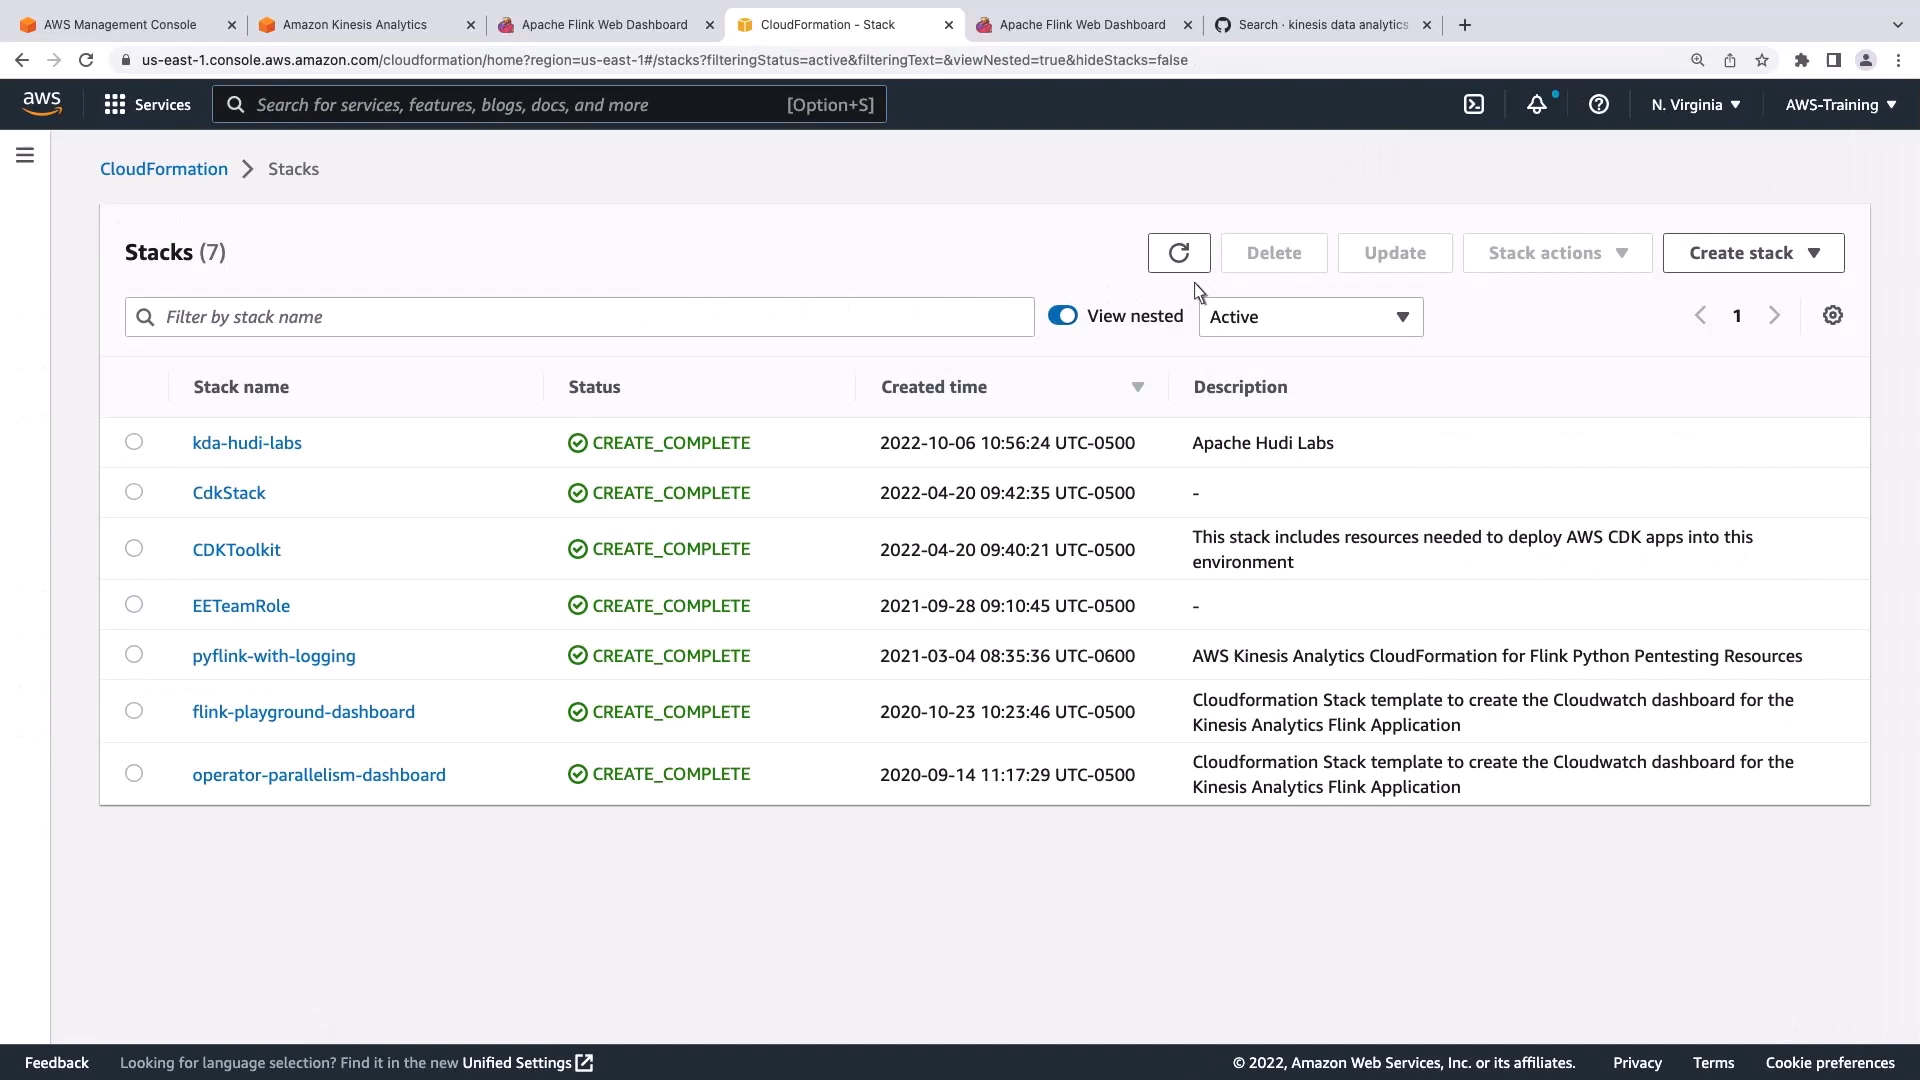 AWS Management Console
Amazon Kinesis Analytics
Apache Flink Web Dashboard
CloudFormation - Stack
Apache Flink Web Dashboard
Search · kinesis data analytics
us-east-1.console.aws.amazon.com/cloudformation/home?region=us-east-1#/stacks?filteringStatus=active&filteringText=&viewNested=true&hideStacks=false
aws
Services
Search for services, features, blogs, docs, and more
[Option+S]
N. Virginia
AWS-Training
CloudFormation
Stacks
Stacks (7)
Delete
Update
Stack actions
Create stack
Filter by stack name
View nested
Active
1
Stack name
Status
Created time
Description
kda-hudi-labs
CREATE_COMPLETE
2022-10-06 10:56:24 UTC-0500
Apache Hudi Labs
CdkStack
CREATE_COMPLETE
2022-04-20 09:42:35 UTC-0500
-
CDKToolkit
CREATE_COMPLETE
2022-04-20 09:40:21 UTC-0500
This stack includes resources needed to deploy AWS CDK apps into this
environment
EETeamRole
CREATE_COMPLETE
2021-09-28 09:10:45 UTC-0500
-
pyflink-with-logging
CREATE_COMPLETE
2021-03-04 08:35:36 UTC-0600
AWS Kinesis Analytics CloudFormation for Flink Python Pentesting Resources
flink-playground-dashboard
CREATE_COMPLETE
2020-10-23 10:23:46 UTC-0500
Cloudformation Stack template to create the Cloudwatch dashboard for the
Kinesis Analytics Flink Application
operator-parallelism-dashboard
CREATE_COMPLETE
2020-09-14 11:17:29 UTC-0500
Cloudformation Stack template to create the Cloudwatch dashboard for the
Kinesis Analytics Flink Application
Feedback
Looking for language selection? Find it in the new Unified Settings
© 2022, Amazon Web Services, Inc. or its affiliates.
Privacy
Terms
Cookie preferences